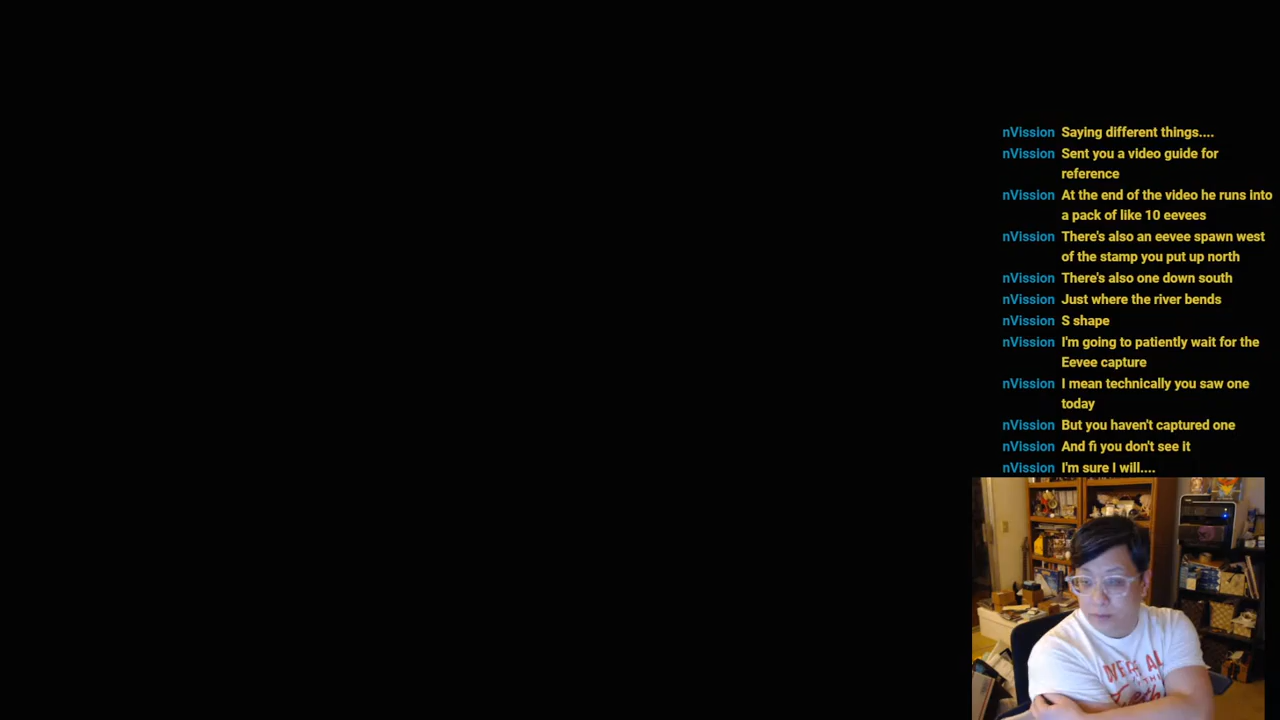 nVission Saying different things....
nVission Sent you a video guide for
reference
nVission At the end of the video he runs into
a pack of like 10 eevees
nVission There's also an eevee spawn west
of the stamp you put up north
nVission There's also one down south
nVission Just where the river bends
nVission S shape
nVission I'm going to patiently wait for the
Eevee capture
nVission I mean technically you saw one
today
nVission But you haven't captured one
nVission And fi you don't see it
nVission I'm sure I will....